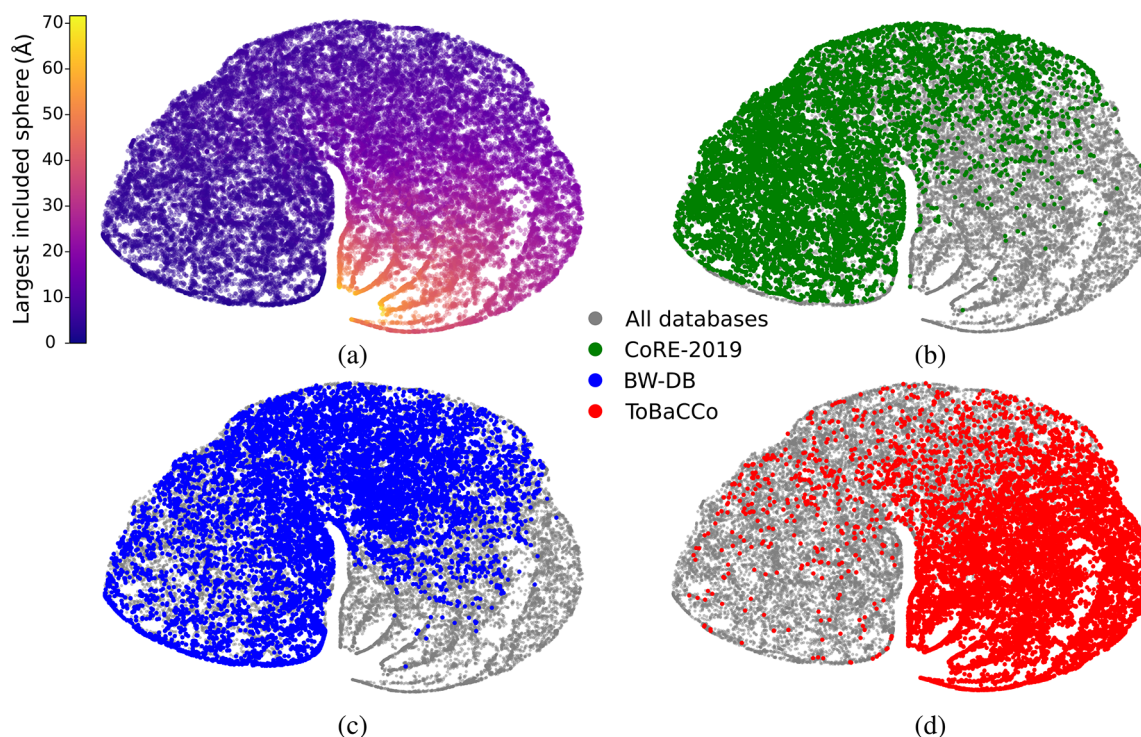 70
60
50
40
30
20
10
0
Largest included sphere (Å)
(a)
(b)
All databases
CoRE-2019
BW-DB
ToBaCCo
(c)
(d)